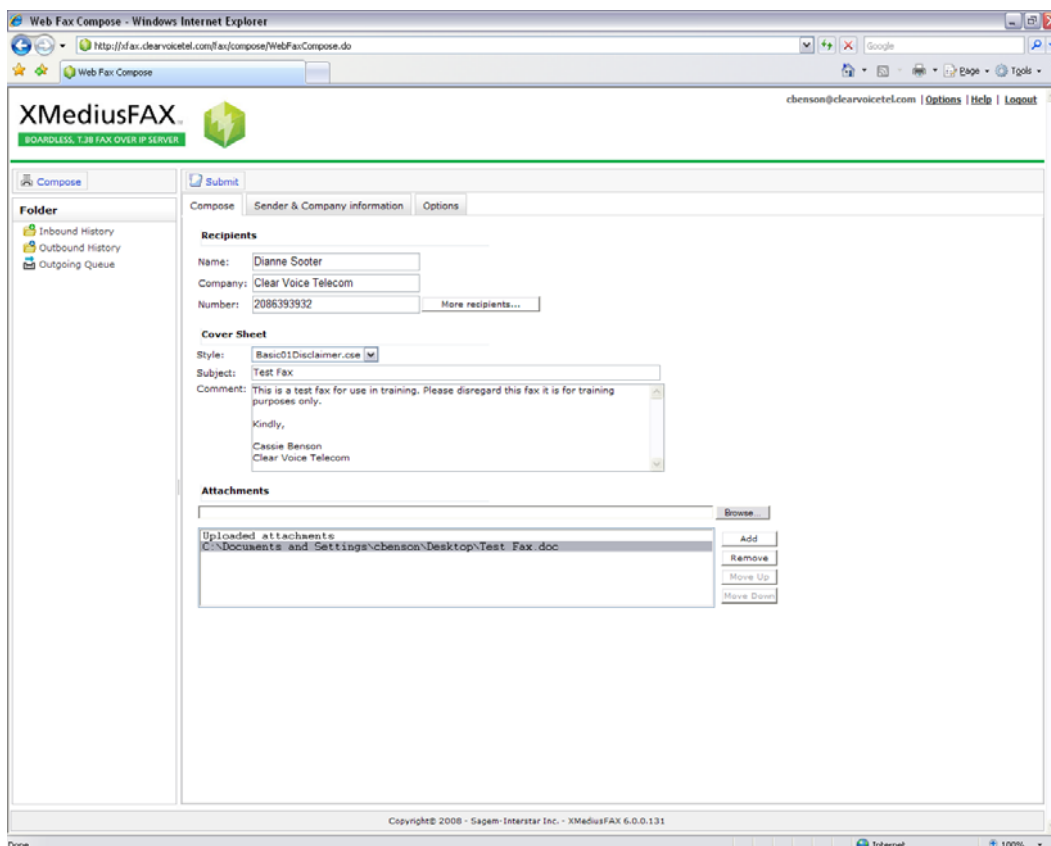 Web Fax Compose - Windows Internet Explorer
http://xfax.clearvoicetel.com/fax/compose/WebFaxCompose.do
Google
Web Fax Compose
Page
Tools
cbenson@clearvoicetel.com | Options | Help | Logout
XMediusFAX
BOARDLESS, T.38 FAX OVER IP SERVER
Compose
Submit
Folder
Inbound History
Outbound History
Outgoing Queue
Compose
Sender & Company information
Options
Recipients
Name: Dianne Sooter
Company: Clear Voice Telecom
Number: 2086393932
More recipients...
Cover Sheet
Style: Basic01Disclaimer.cse
Subject: Test Fax
Comment: This is a test fax for use in training. Please disregard this fax it is for training
purposes only.
Kindly,
Cassie Benson
Clear Voice Telecom
Attachments
Browse...
Uploaded attachments
C:\Documents and Settings\cbenson\Desktop\Test Fax.doc
Add
Remove
Move Up
Move Down
Copyright© 2008 - Sagem-Interstar Inc. - XMediusFAX 6.0.0.131
Done
Internet
100%